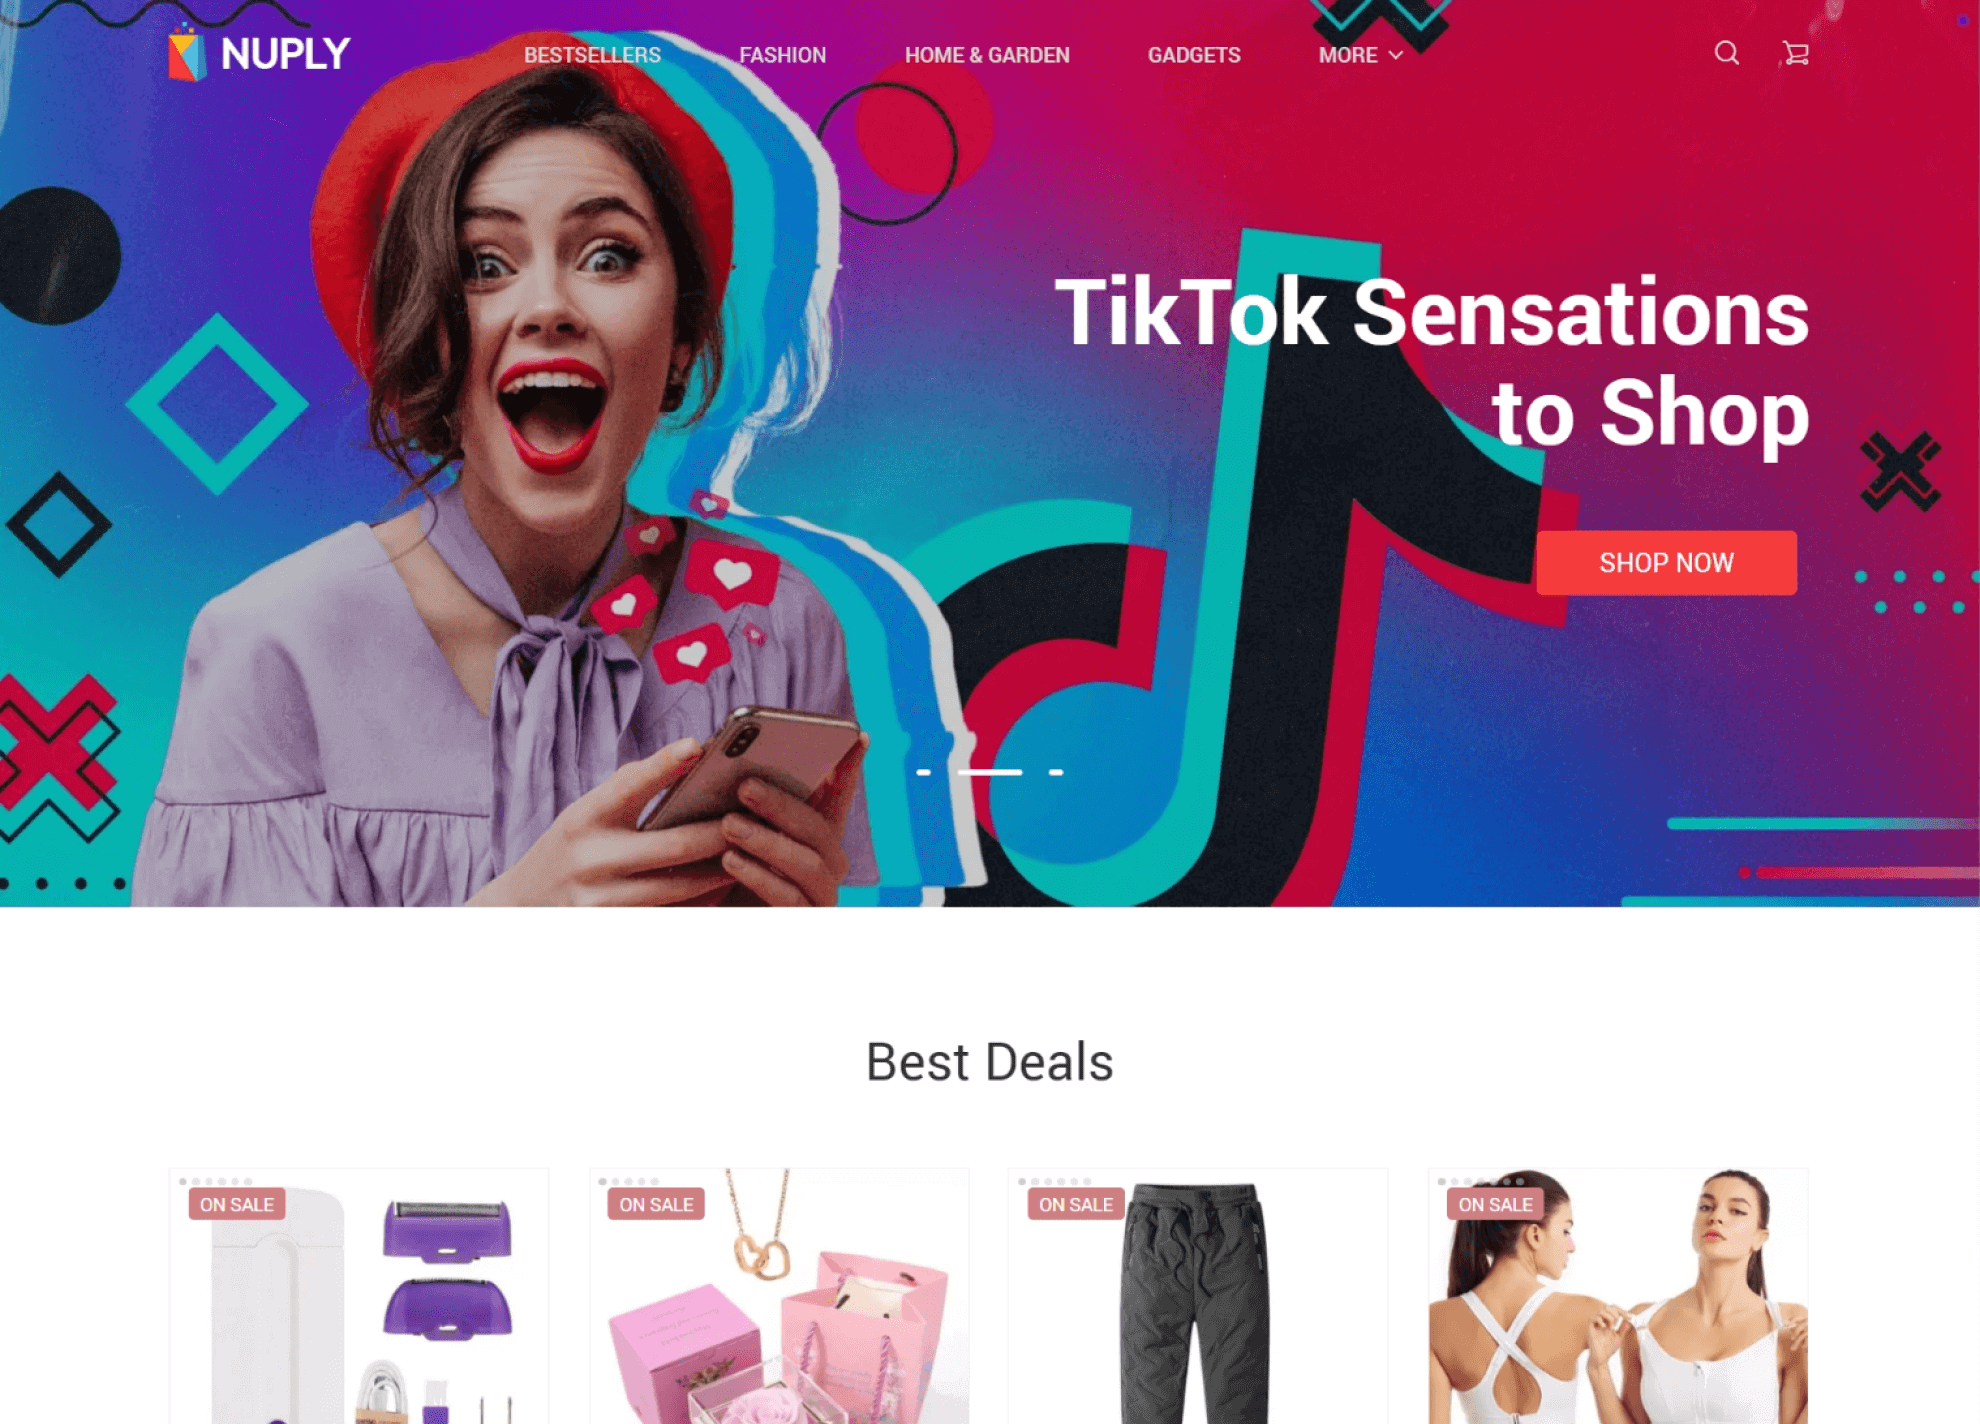 NUPLY
BESTSELLERS
FASHION
HOME & GARDEN
GADGETS
MORE
TikTok Sensations
to Shop
SHOP NOW
Best Deals
ON SALE
ON SALE
ON SALE
ON SALE